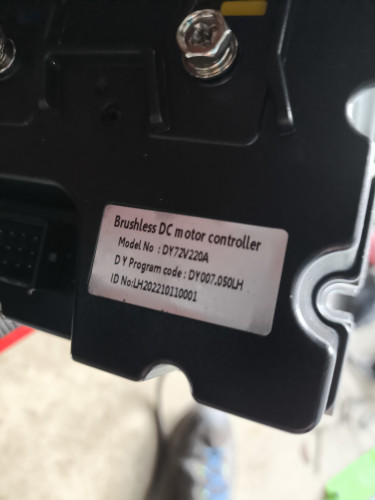 Brushless DC motor controller
Model No : DY72V220A
D Y Program code : DY007.050LH
ID No:LH202210110001